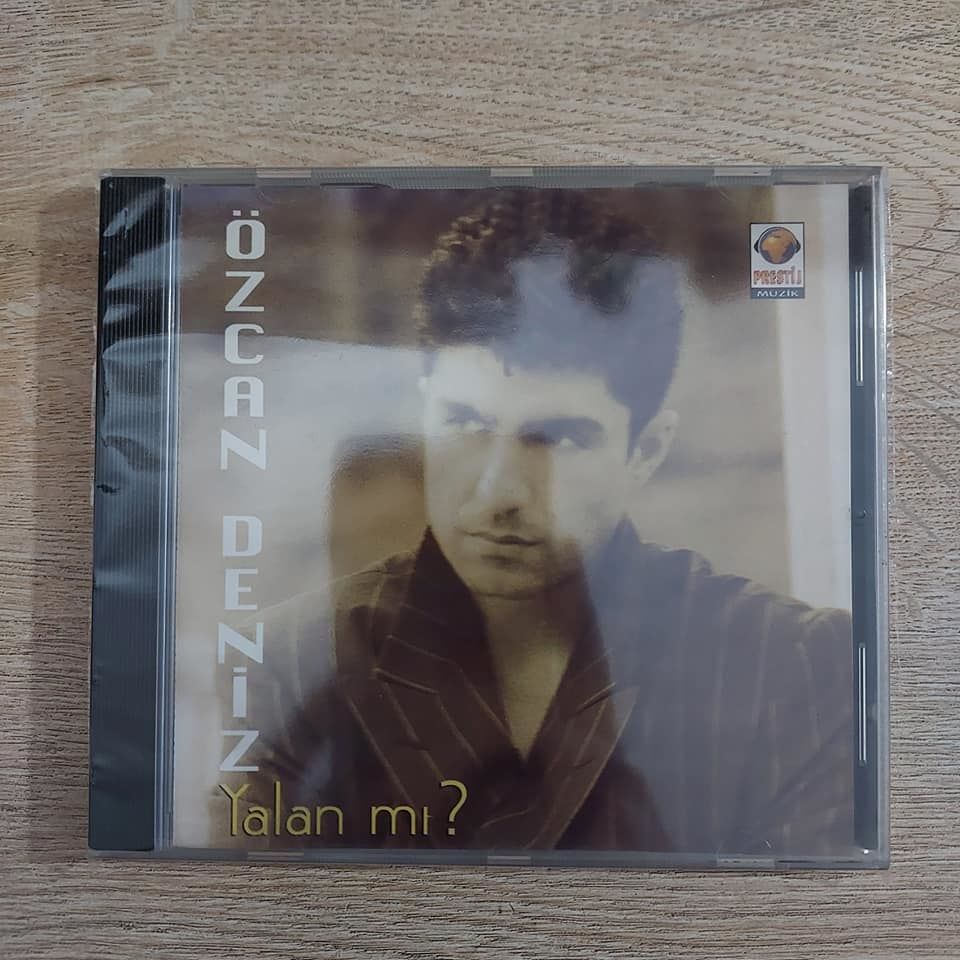 ÖZCAN DENİZ
Yalan mı?
PRESTİJ
MÜZİK